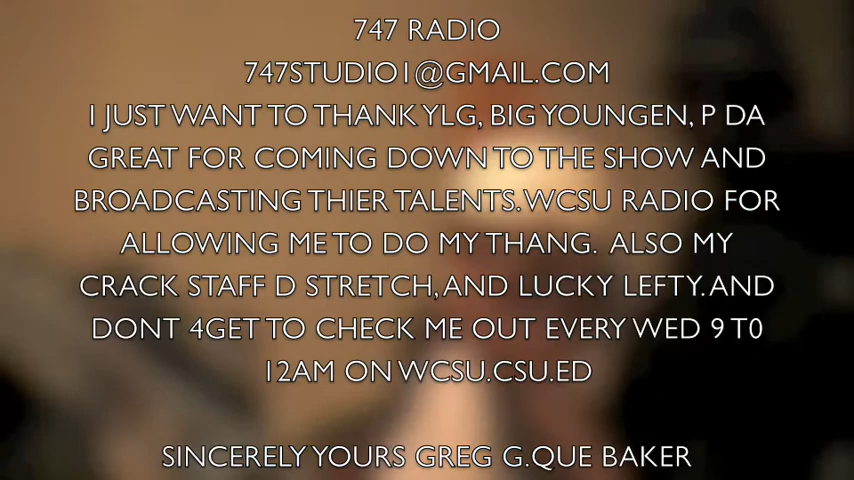 747 RADIO
747STUDIO1@GMAIL.COM
I JUST WANT TO THANK YLG, BIG YOUNGEN, P DA
GREAT FOR COMING DOWN TO THE SHOW AND
BROADCASTING THIER TALENTS. WCSU RADIO FOR
ALLOWING ME TO DO MY THANG.  ALSO MY
CRACK STAFF D STRETCH, AND LUCKY LEFTY. AND
DONT 4GET TO CHECK ME OUT EVERY WED 9 T0
12AM ON WCSU.CSU.ED
SINCERELY YOURS GREG G.QUE BAKER